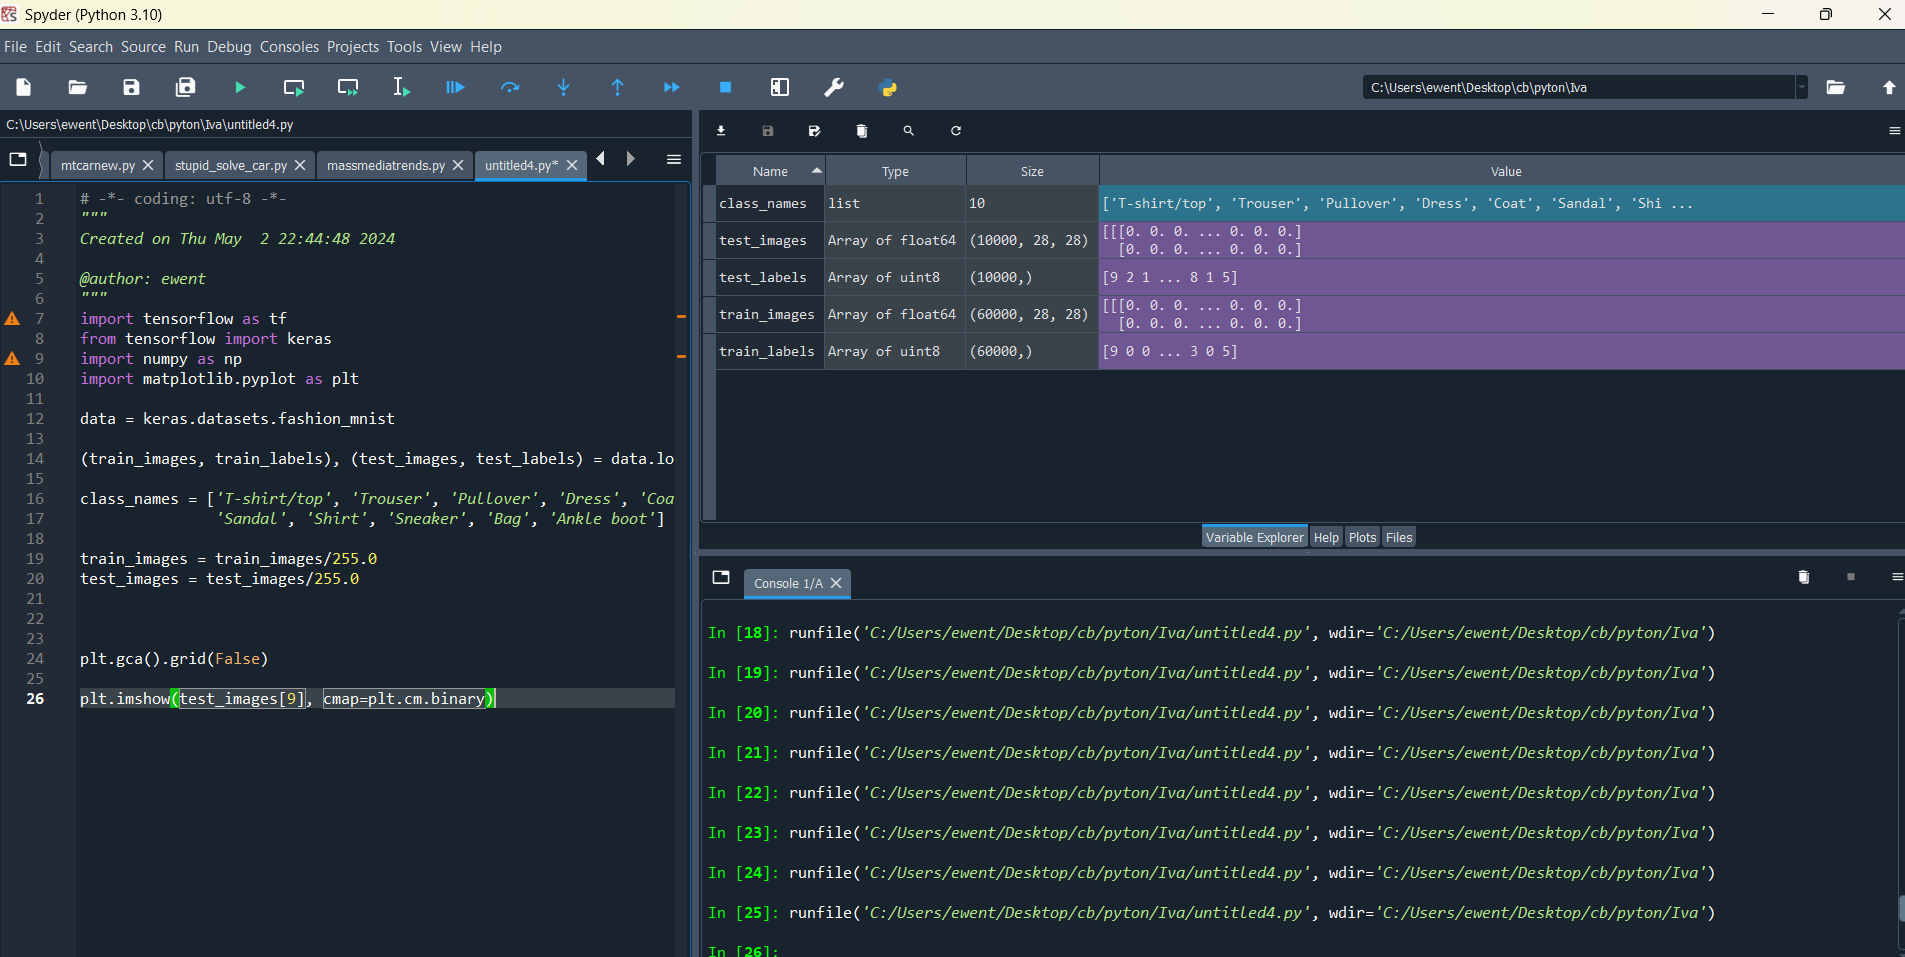 Spyder (Python 3.10)
File Edit Search Source Run Debug Consoles Projects Tools View Help
C:\Users\ewent\Desktop\cb\pyton\Iva
C:\Users\ewent\Desktop\cb\pyton\Iva\untitled4.py
mtcarnew.py stupid_solve_car.py massmediatrends.py untitled4.py*
1 # -*- coding: utf-8 -*-
2 """
3 Created on Thu May  2 22:44:48 2024
4
5 @author: ewent
6 """
7 import tensorflow as tf
8 from tensorflow import keras
9 import numpy as np
10 import matplotlib.pyplot as plt
11
12 data = keras.datasets.fashion_mnist
13
14 (train_images, train_labels), (test_images, test_labels) = data.lo
15
16 class_names = ['T-shirt/top', 'Trouser', 'Pullover', 'Dress', 'Coa
17 'Sandal', 'Shirt', 'Sneaker', 'Bag', 'Ankle boot']
18
19 train_images = train_images/255.0
20 test_images = test_images/255.0
21
22
23
24 plt.gca().grid(False)
25
26 plt.imshow(test_images[9], cmap=plt.cm.binary)
Name Type Size Value
class_names list 10 ['T-shirt/top', 'Trouser', 'Pullover', 'Dress', 'Coat', 'Sandal', 'Shi ...
test_images Array of float64 (10000, 28, 28) [[[0. 0. 0. ... 0. 0. 0.]
[0. 0. 0. ... 0. 0. 0.]
test_labels Array of uint8 (10000,) [9 2 1 ... 8 1 5]
train_images Array of float64 (60000, 28, 28) [[[0. 0. 0. ... 0. 0. 0.]
[0. 0. 0. ... 0. 0. 0.]
train_labels Array of uint8 (60000,) [9 0 0 ... 3 0 5]
Variable Explorer Help Plots Files
Console 1/A
In [18]: runfile('C:/Users/ewent/Desktop/cb/pyton/Iva/untitled4.py', wdir='C:/Users/ewent/Desktop/cb/pyton/Iva')
In [19]: runfile('C:/Users/ewent/Desktop/cb/pyton/Iva/untitled4.py', wdir='C:/Users/ewent/Desktop/cb/pyton/Iva')
In [20]: runfile('C:/Users/ewent/Desktop/cb/pyton/Iva/untitled4.py', wdir='C:/Users/ewent/Desktop/cb/pyton/Iva')
In [21]: runfile('C:/Users/ewent/Desktop/cb/pyton/Iva/untitled4.py', wdir='C:/Users/ewent/Desktop/cb/pyton/Iva')
In [22]: runfile('C:/Users/ewent/Desktop/cb/pyton/Iva/untitled4.py', wdir='C:/Users/ewent/Desktop/cb/pyton/Iva')
In [23]: runfile('C:/Users/ewent/Desktop/cb/pyton/Iva/untitled4.py', wdir='C:/Users/ewent/Desktop/cb/pyton/Iva')
In [24]: runfile('C:/Users/ewent/Desktop/cb/pyton/Iva/untitled4.py', wdir='C:/Users/ewent/Desktop/cb/pyton/Iva')
In [25]: runfile('C:/Users/ewent/Desktop/cb/pyton/Iva/untitled4.py', wdir='C:/Users/ewent/Desktop/cb/pyton/Iva')
In [26]: